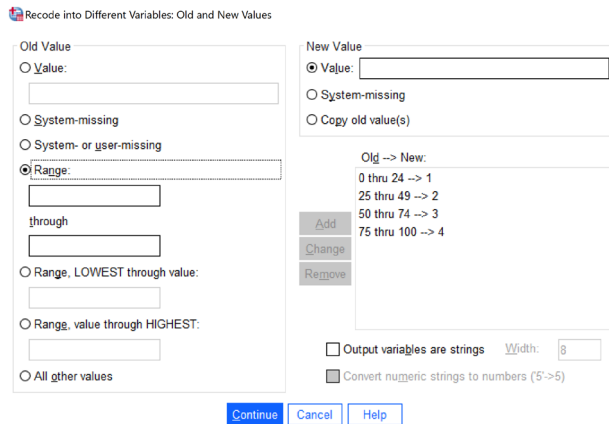 Recode into Different Variables: Old and New Values
Old Value
Value:
System-missing
System- or user-missing
Range:
through
Range, LOWEST through value:
Range, value through HIGHEST:
All other values
New Value
Value:
System-missing
Copy old value(s)
Old --> New:
0 thru 24 --> 1
25 thru 49 --> 2
50 thru 74 --> 3
75 thru 100 --> 4
Add
Change
Remove
Output variables are strings Width: 8
Convert numeric strings to numbers ('5'->5)
Continue Cancel Help